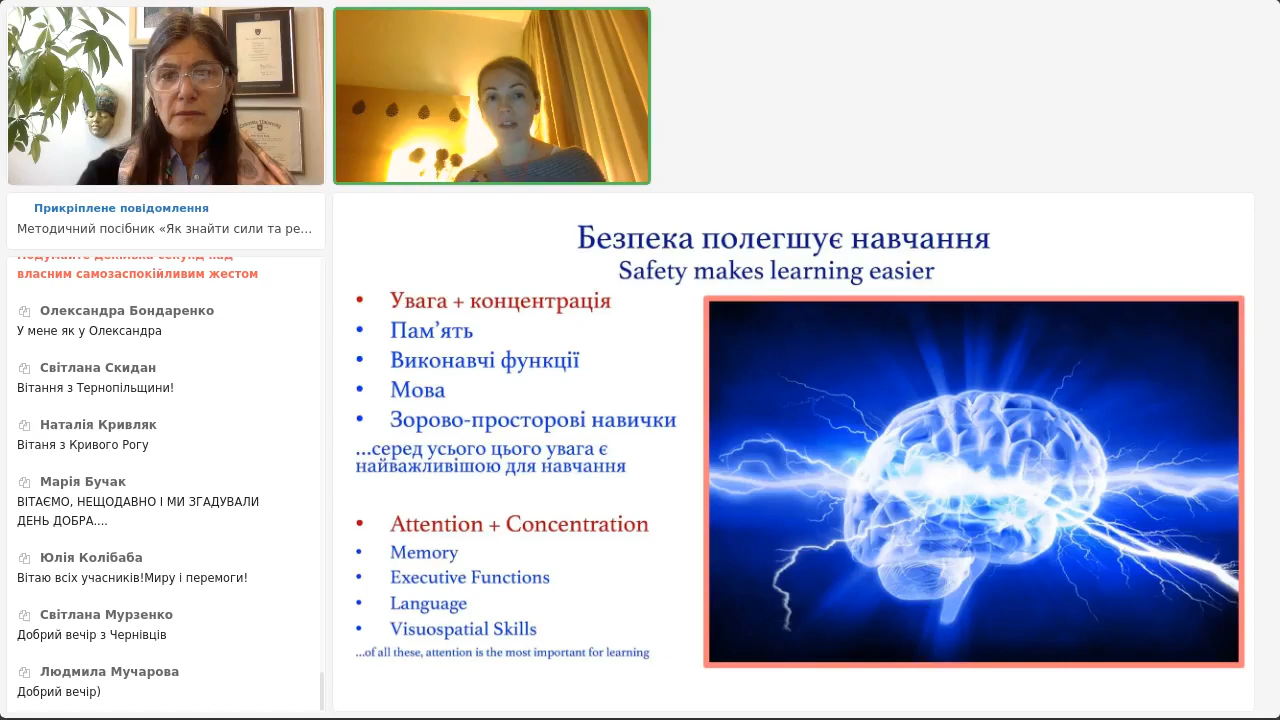 Прикріплене повідомлення
Методичний посібник «Як знайти сили та ре…
Подумайте декілька секунд над
власним самозаспокійливим жестом
Олександра Бондаренко
У мене як у Олександра
Світлана Скидан
Вітання з Тернопільщини!
Наталія Кривляк
Вітаня з Кривого Рогу
Марія Бучак
ВІТАЄМО, НЕЩОДАВНО І МИ ЗГАДУВАЛИ
ДЕНЬ ДОБРА....
Юлія Колібаба
Вітаю всіх учасників!Миру і перемоги!
Світлана Мурзенко
Добрий вечір з Чернівців
Людмила Мучарова
Добрий вечір)
Безпека полегшує навчання
Safety makes learning easier
• Увага + концентрація
• Пам’ять
• Виконавчі функції
• Мова
• Зорово-просторові навички
...серед усього цього увага є
найважливішою для навчання
• Attention + Concentration
• Memory
• Executive Functions
• Language
• Visuospatial Skills
...of all these, attention is the most important for learning